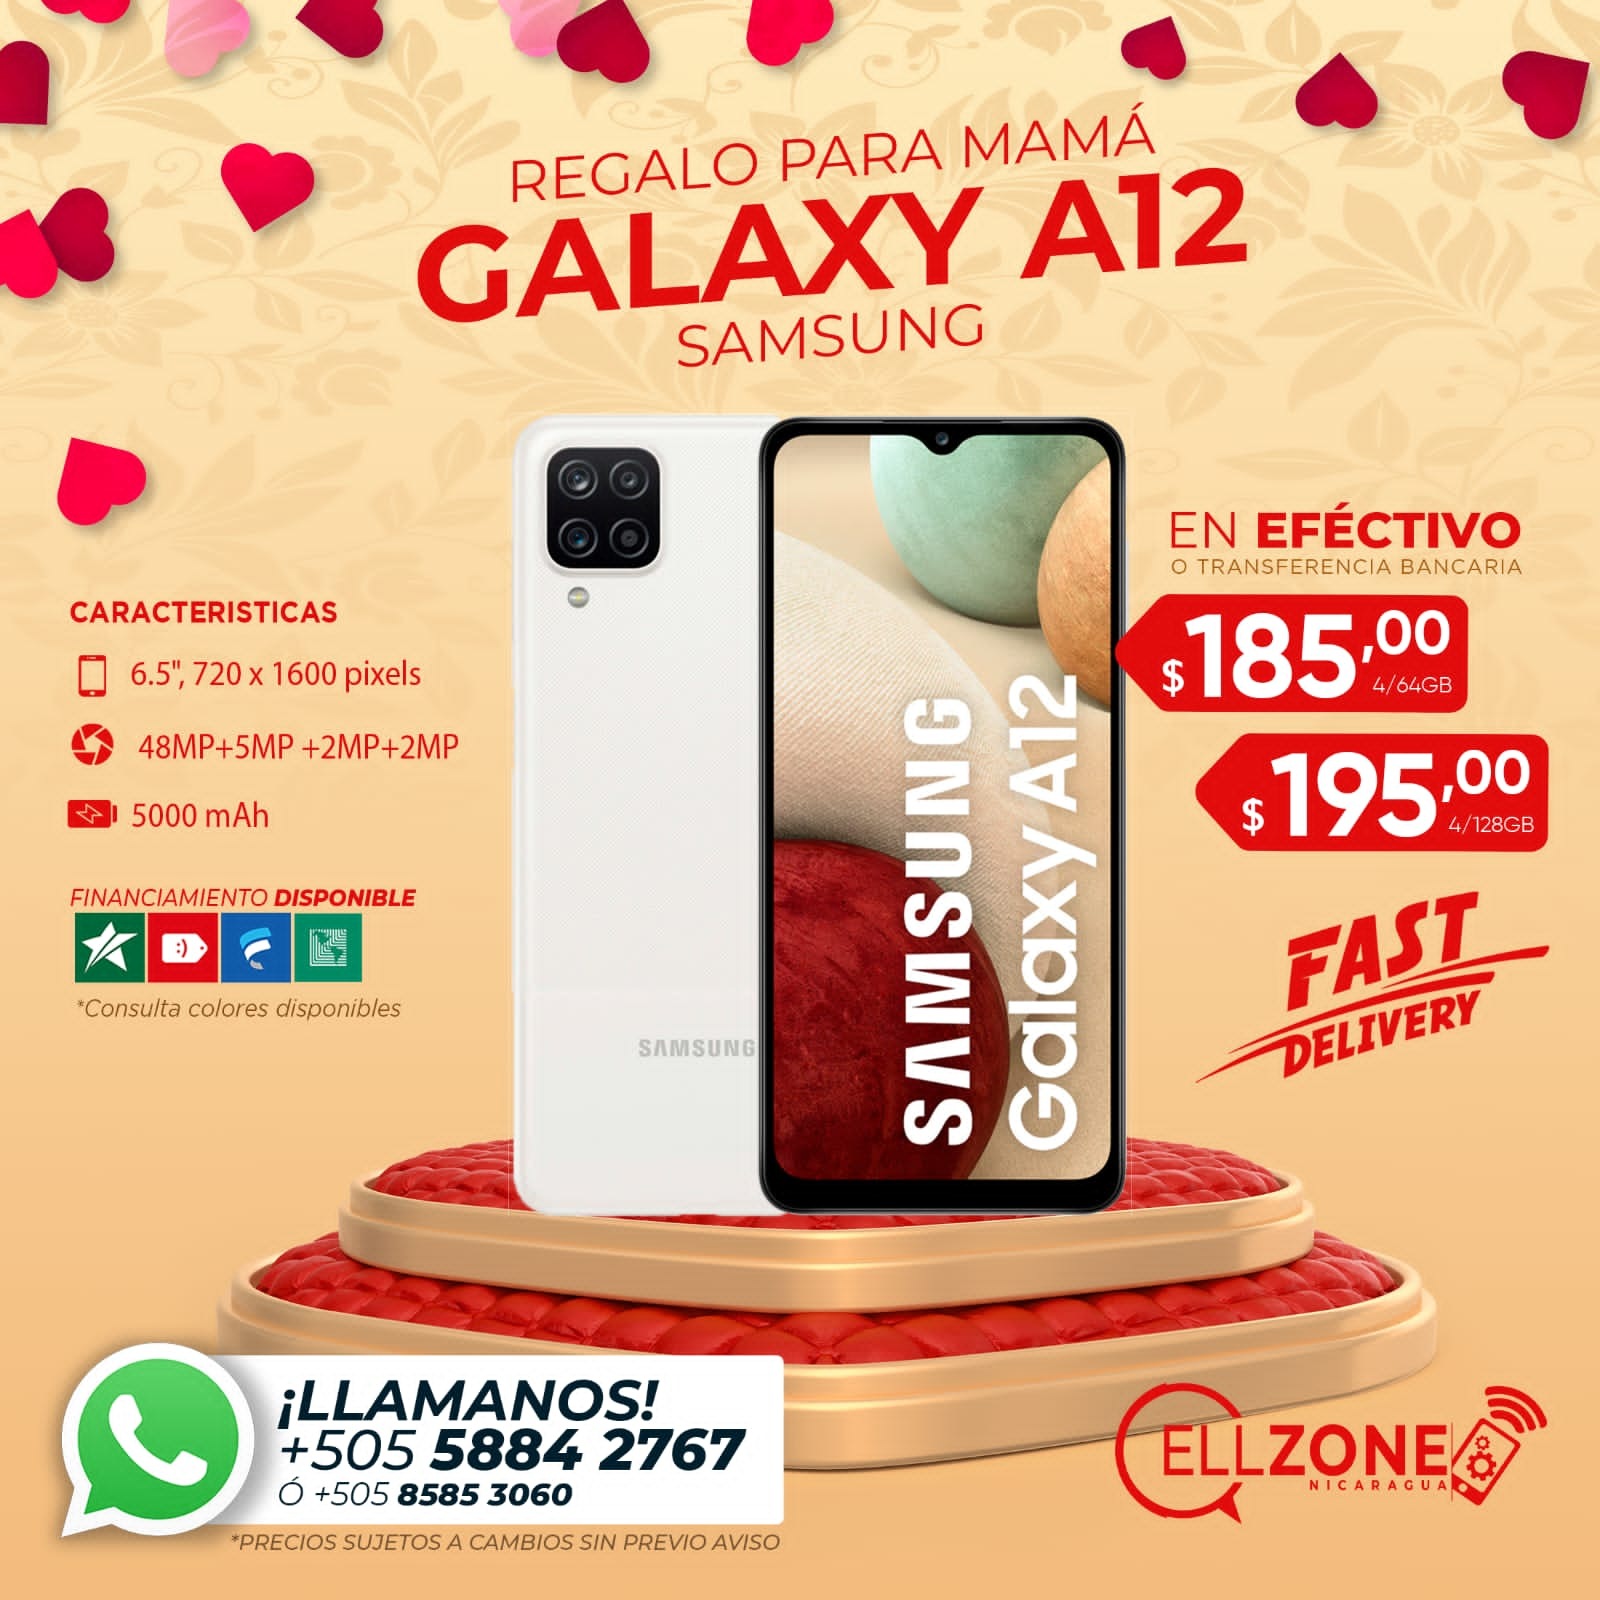 REGALO PARA MAMÁ
GALAXY A12
SAMSUNG
CARACTERISTICAS
6.5", 720 x 1600 pixels
48MP+5MP +2MP+2MP
5000 mAh
FINANCIAMIENTO DISPONIBLE
*Consulta colores disponibles
SAMSUNG
SAMSUNG
Galaxy A12
EN EFÉCTIVO
O TRANSFERENCIA BANCARIA
$185,00
4/64GB
$195,00
4/128GB
FAST
DELIVERY
¡LLAMANOS!
+505 5884 2767
Ó +505 8585 3060
*PRECIOS SUJETOS A CAMBIOS SIN PREVIO AVISO
CELLZONE
NICARAGUA